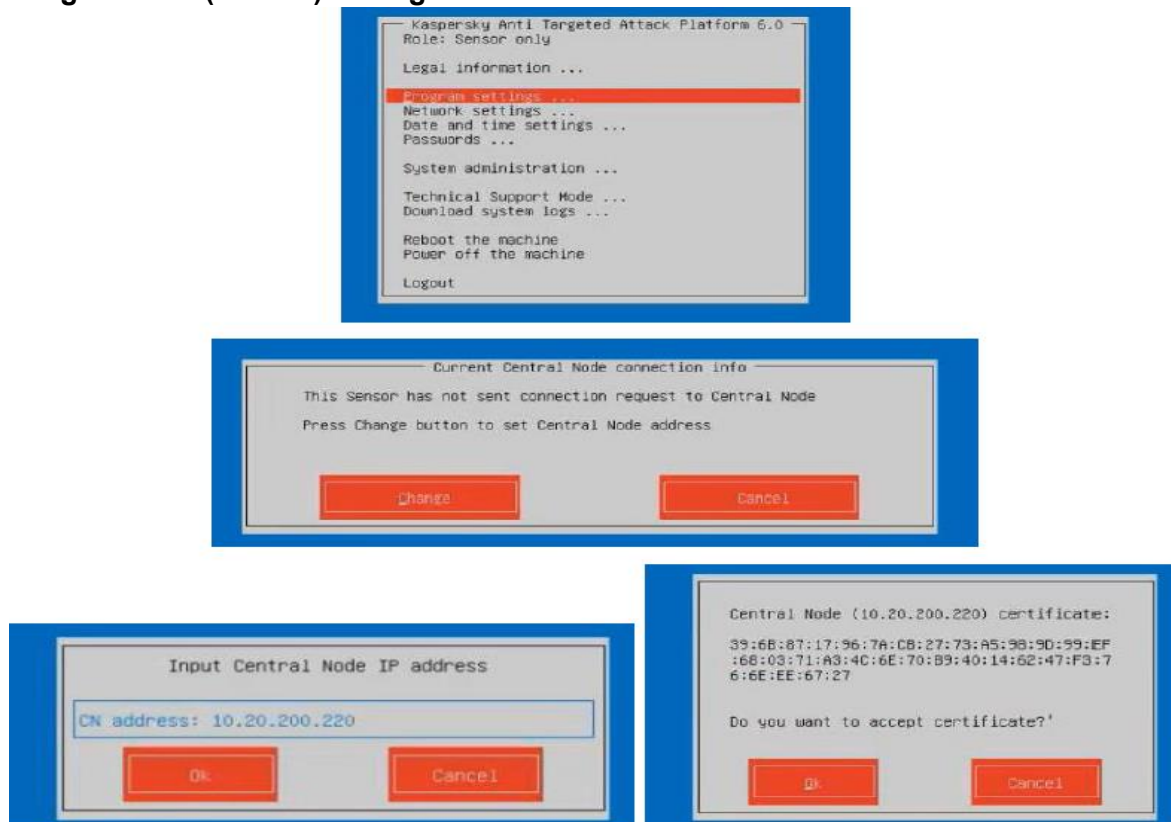 Kaspersky Anti Targeted Attack Platform 6.0
Role: Sensor only
Legal information ...
Program settings ...
Network settings ...
Date and time settings ...
Passwords ...
System administration ...
Technical Support Mode ...
Download system logs ...
Reboot the machine
Power off the machine
Logout
Current Central Node connection info
This Sensor has not sent connection request to Central Node
Press Change button to set Central Node address
Change
Cancel
Input Central Node IP address
CN address: 10.20.200.220
Ok
Cancel
Central Node (10.20.200.220) certificate:
39:6B:87:17:96:7A:CB:27:73:A5:98:9D:99:EF
:68:03:71:A3:4C:6E:70:B9:40:14:62:47:F3:7
6:6E:EE:67:27
Do you want to accept certificate?'
Ok
Cancel